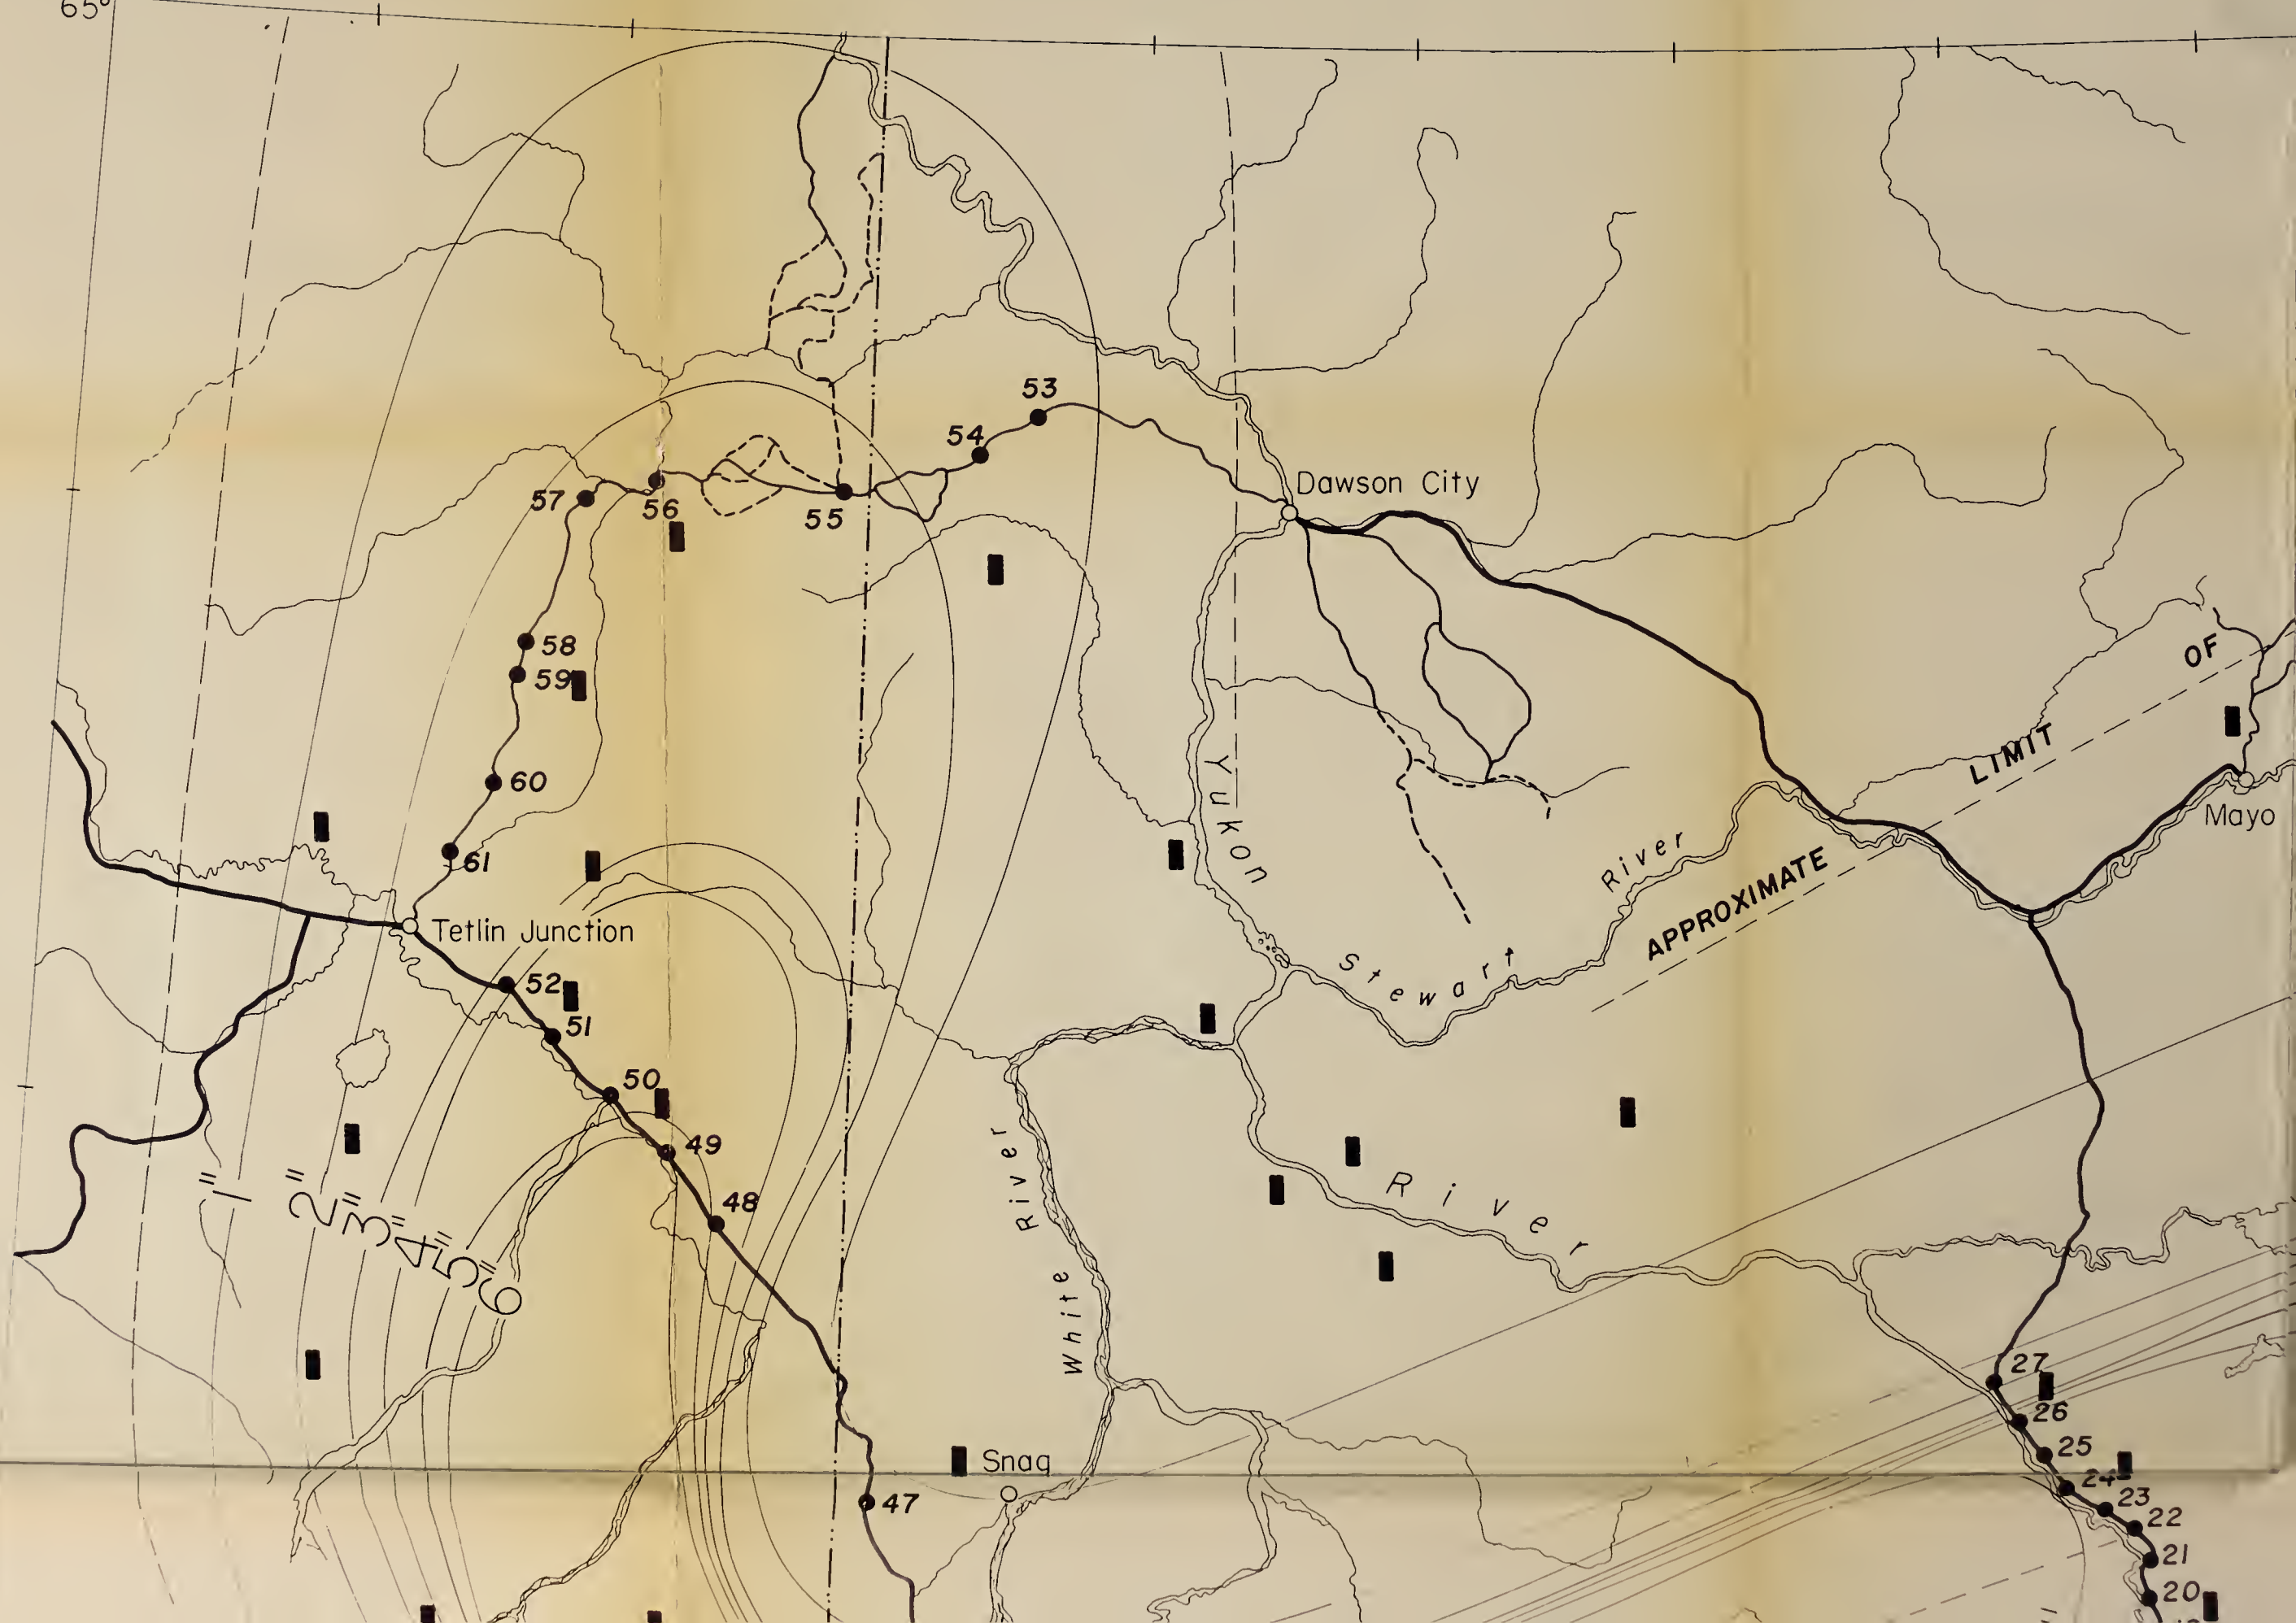 65°
53
54
Dawson City
57
56
55
58
OF
59
LIMIT
60
Yukon
Mayo
River
61
APPROXIMATE
Tetlin Junction
Stewart
52
51
50
49
River
1"
2"
3"
4"
5"
6"
48
River
White
27
26
25
Snag
24
47
23
22
21
20